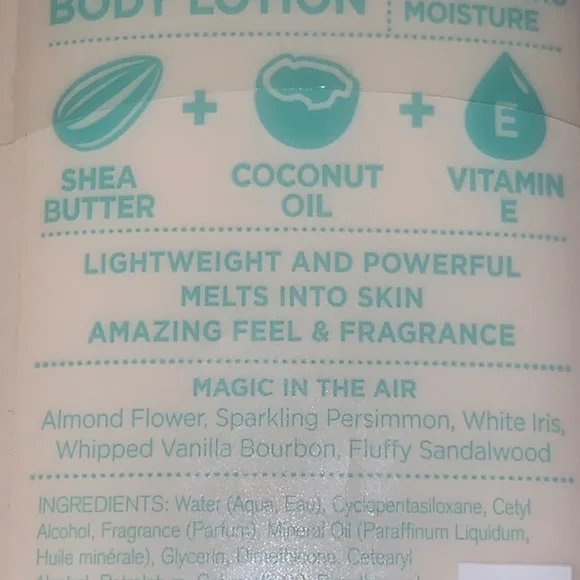 BODY LOTION
MOISTURE
+ +
E
SHEA BUTTER
COCONUT OIL
VITAMIN E
LIGHTWEIGHT AND POWERFUL
MELTS INTO SKIN
AMAZING FEEL & FRAGRANCE
MAGIC IN THE AIR
Almond Flower, Sparkling Persimmon, White Iris,
Whipped Vanilla Bourbon, Fluffy Sandalwood
INGREDIENTS: Water (Aqua, Eau), Cyclopentasiloxane, Cetyl
Alcohol, Fragrance (Parfum), Mineral Oil (Paraffinum Liquidum,
Huile minérale), Glycerin, Dimethicone, Cetearyl